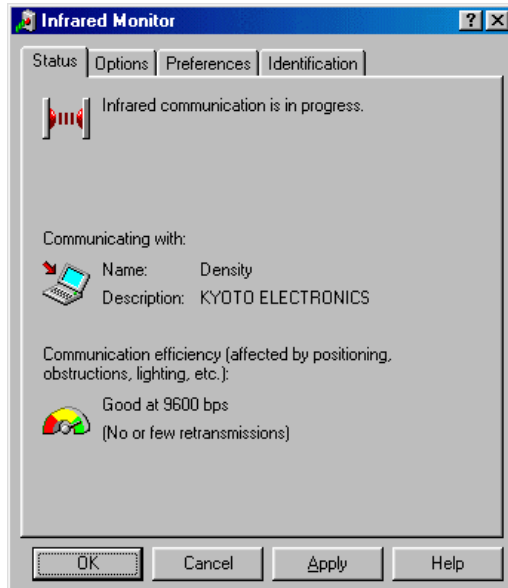 Infrared Monitor
Status Options Preferences Identification
Infrared communication is in progress.
Communicating with:
Name: Density
Description: KYOTO ELECTRONICS
Communication efficiency (affected by positioning,
obstructions, lighting, etc.):
Good at 9600 bps
(No or few retransmissions)
OK Cancel Apply Help